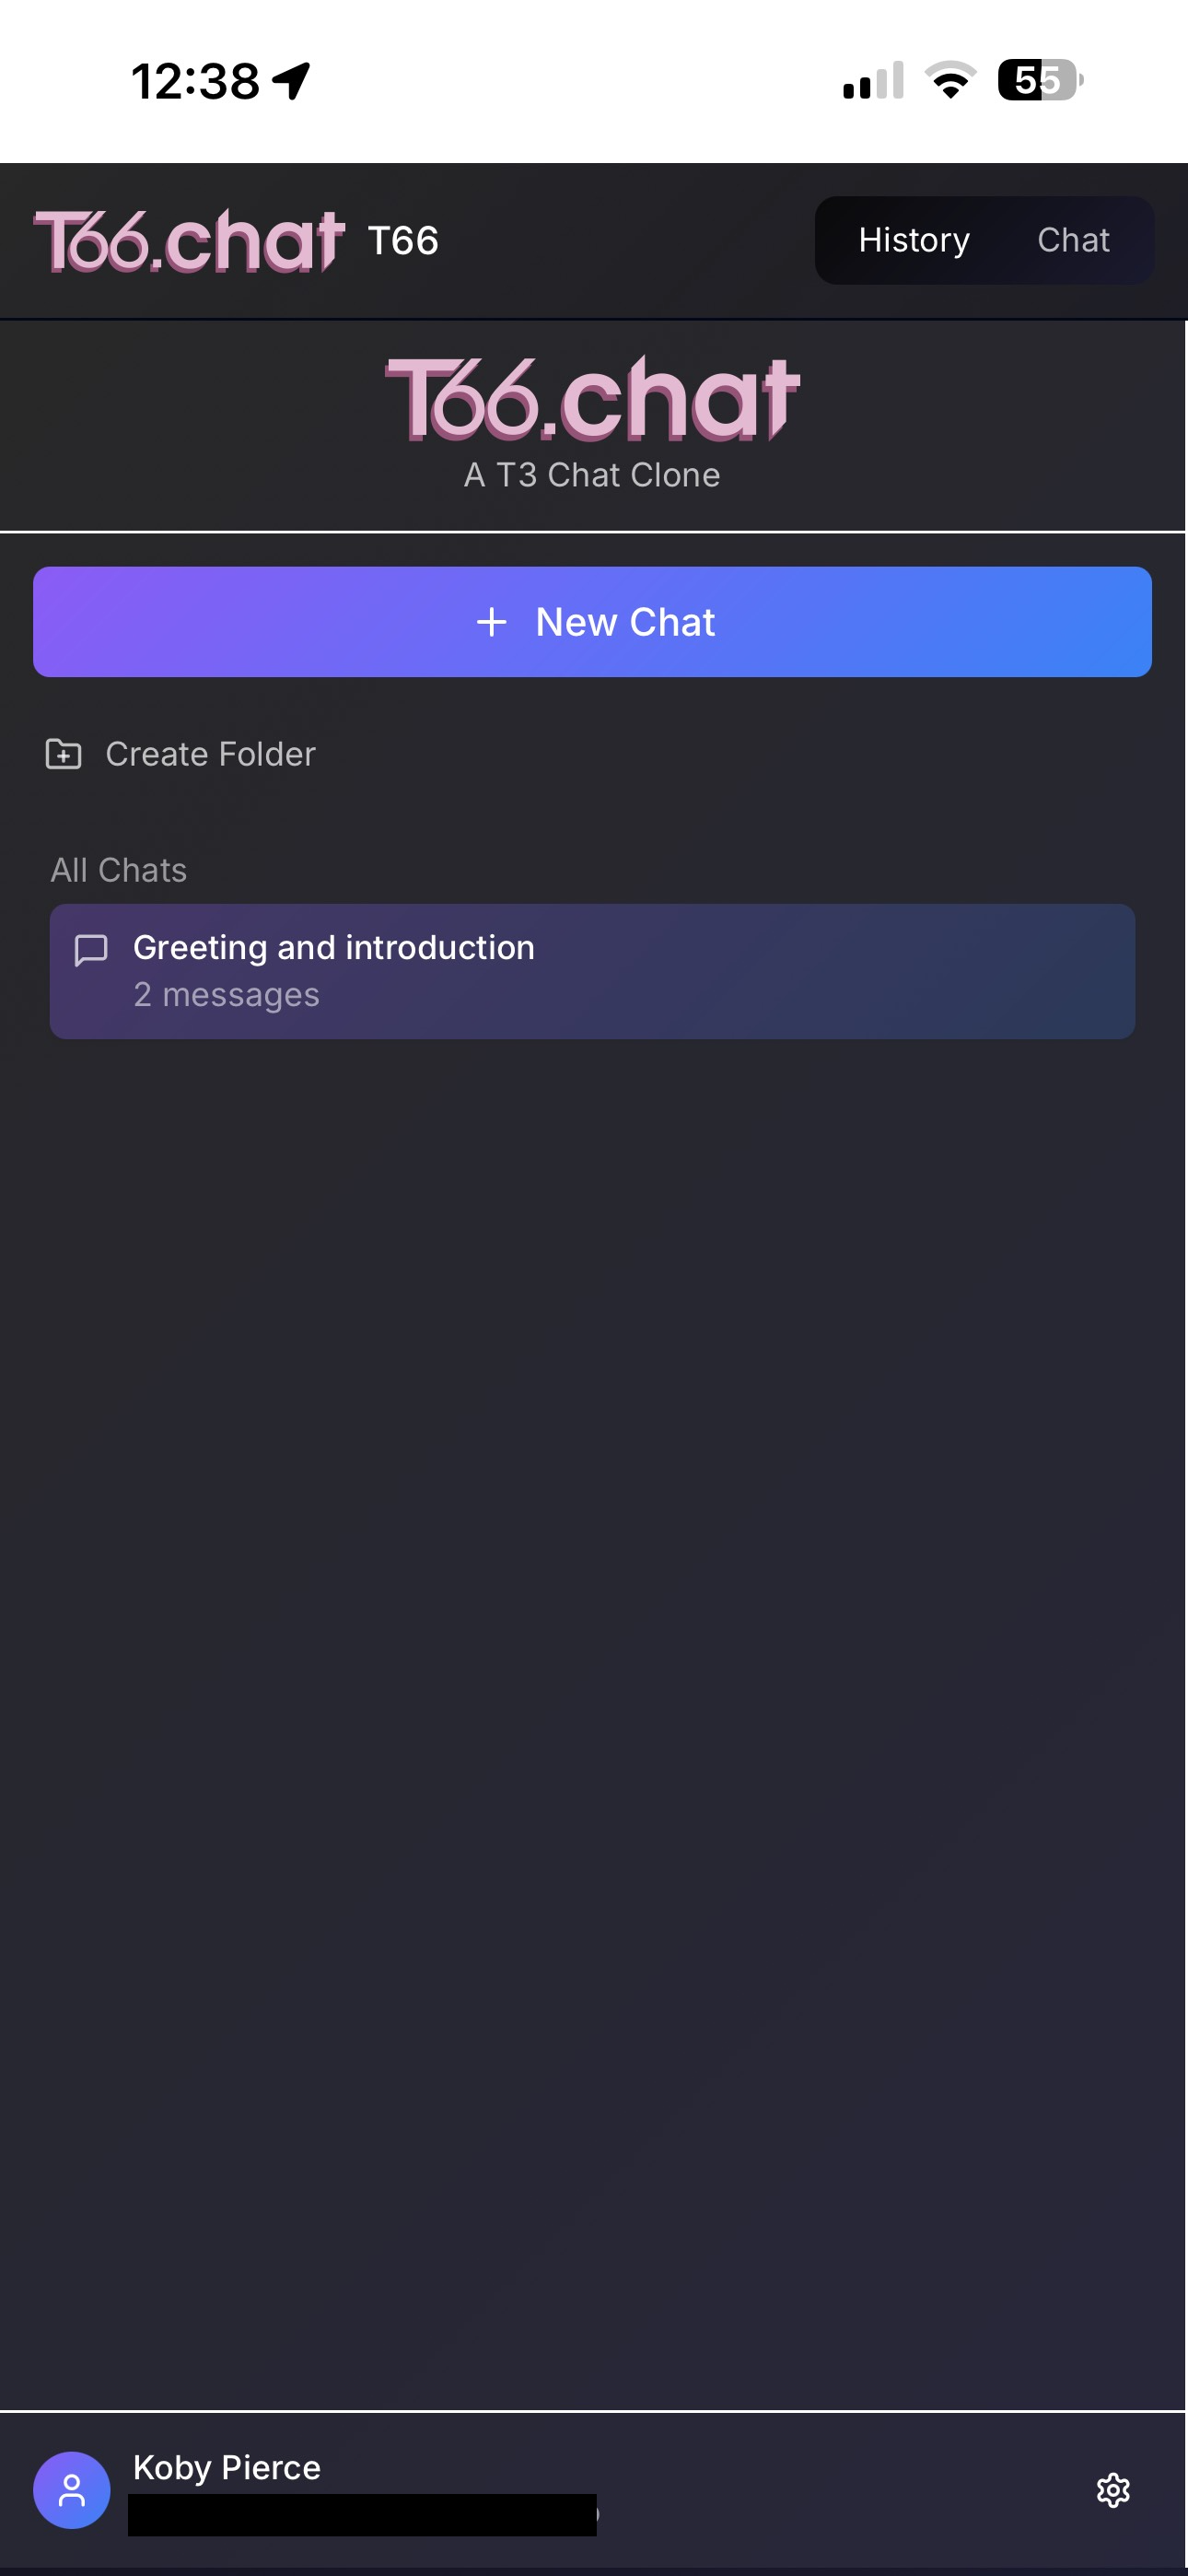 12:38
55
T66.chat T66
History Chat
T66.chat
A T3 Chat Clone
+ New Chat
Create Folder
All Chats
Greeting and introduction
2 messages
Koby Pierce